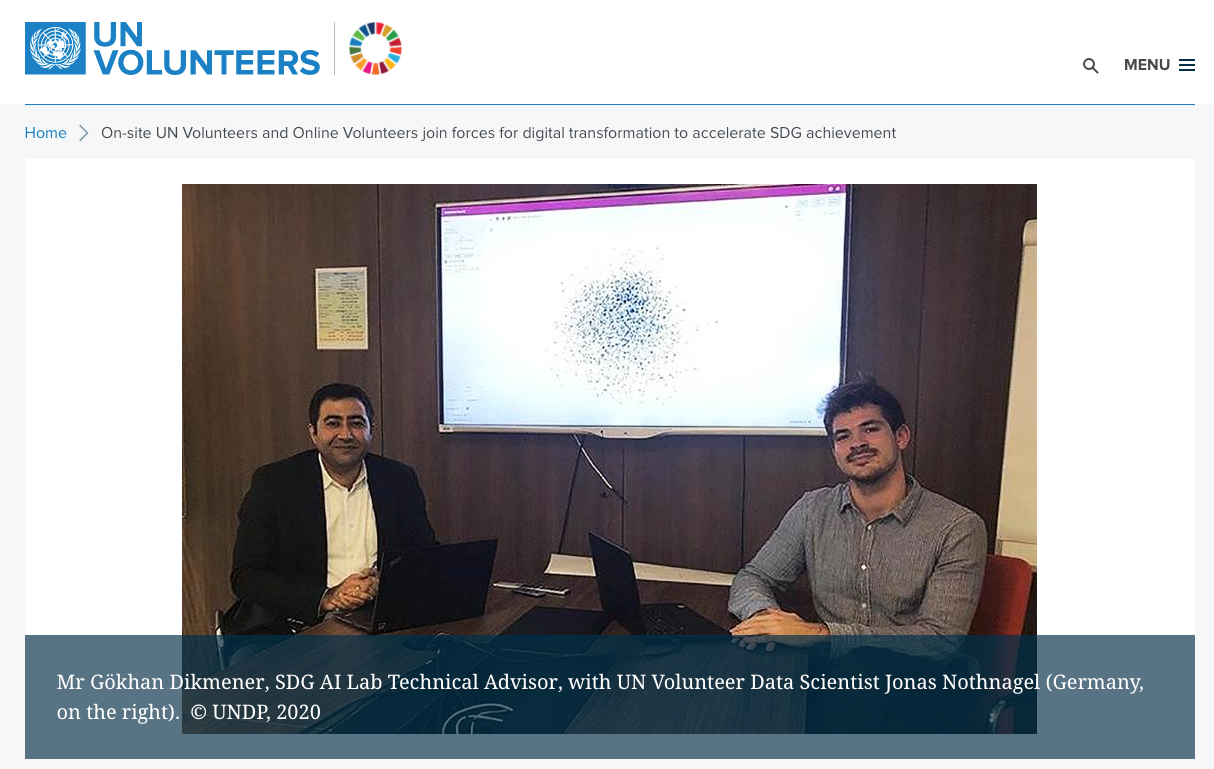 UN
VOLUNTEERS
MENU
Home
On-site UN Volunteers and Online Volunteers join forces for digital transformation to accelerate SDG achievement
Mr Gökhan Dikmener, SDG AI Lab Technical Advisor, with UN Volunteer Data Scientist Jonas Nothnagel (Germany,
on the right). © UNDP, 2020